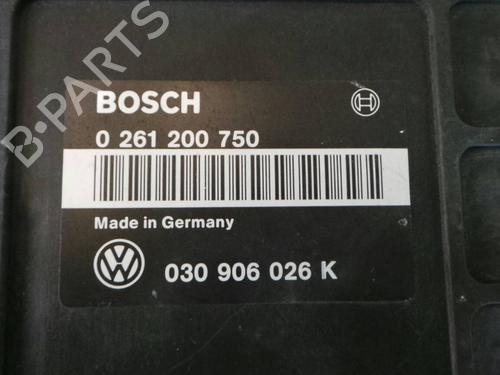 B-PARTS
BOSCH
0 261 200 750
Made in Germany
030 906 026 K